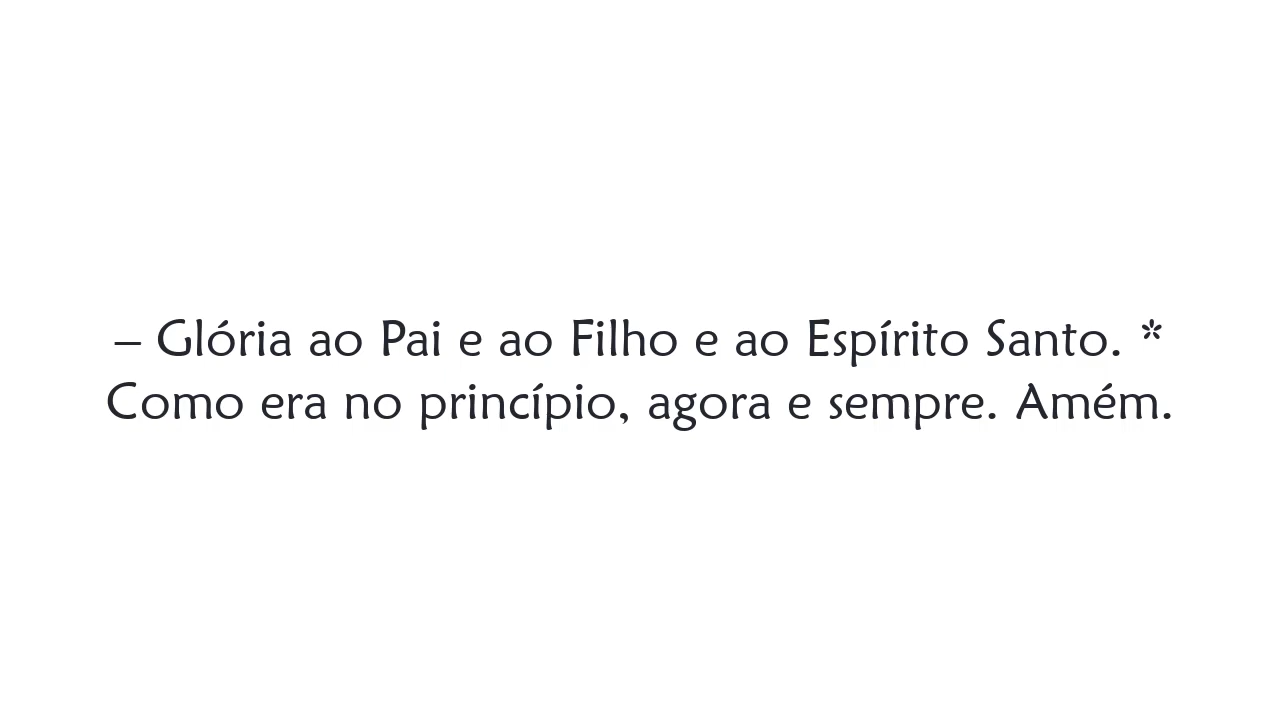 – Glória ao Pai e ao Filho e ao Espírito Santo. *
Como era no princípio, agora e sempre. Amém.